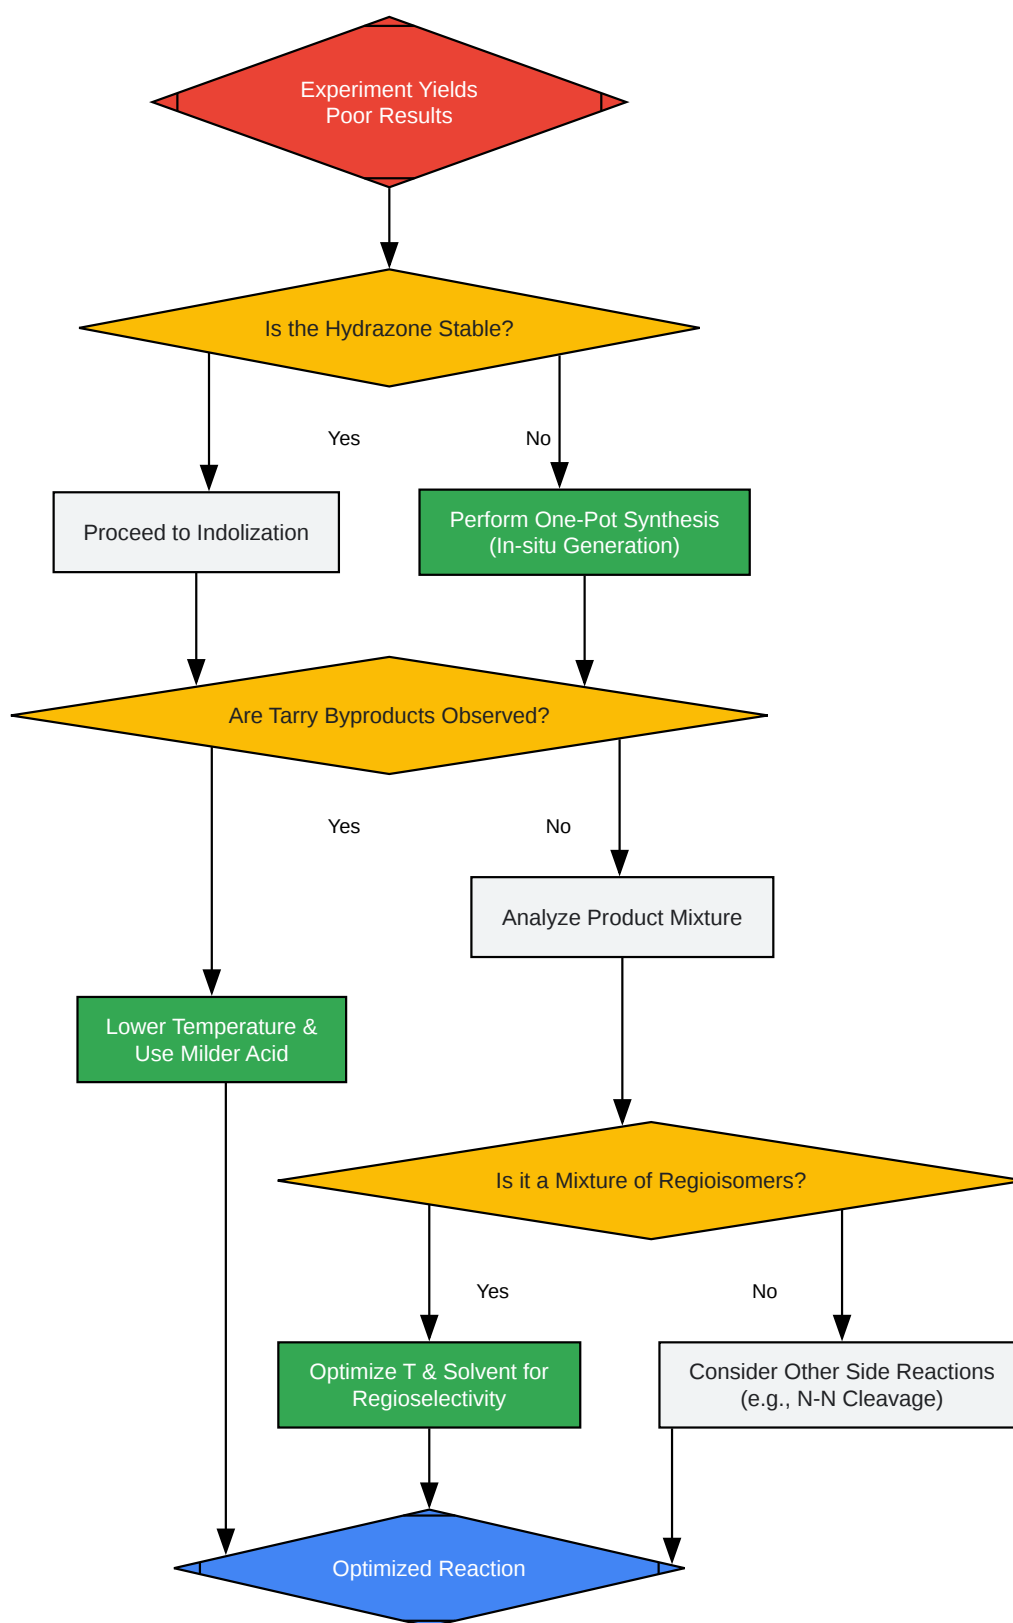 Experiment Yields
Poor Results
Is the Hydrazone Stable?
Yes
No
Proceed to Indolization
Perform One-Pot Synthesis
(In-situ Generation)
Are Tarry Byproducts Observed?
Yes
No
Analyze Product Mixture
Lower Temperature &
Use Milder Acid
Is it a Mixture of Regioisomers?
Yes
No
Optimize T & Solvent for
Regioselectivity
Consider Other Side Reactions
(e.g., N-N Cleavage)
Optimized Reaction